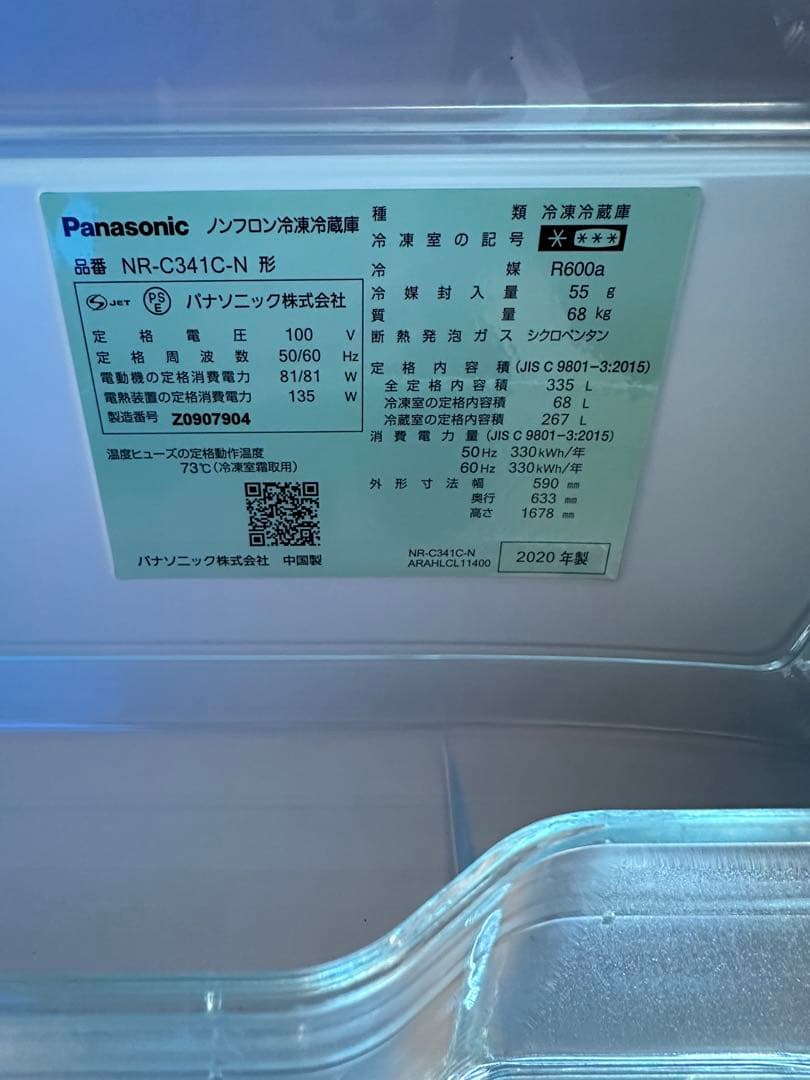 Panasonic ノンフロン冷凍冷蔵庫
品番 NR-C341C-N 形
JET PSE パナソニック株式会社
定格電圧 100 V
定格周波数 50/60 Hz
電動機の定格消費電力 81/81 W
電熱装置の定格消費電力 135 W
製造番号 Z0907904
温度ヒューズの定格動作温度
73℃(冷凍室霜取用)
パナソニック株式会社 中国製
種類 冷凍冷蔵庫
冷凍室の記号 * ***
冷媒 R600a
冷媒封入量 55 g
質量 68 kg
断熱発泡ガス シクロペンタン
定格内容積 (JIS C 9801-3:2015)
全定格内容積 335 L
冷凍室の定格内容積 68 L
冷蔵室の定格内容積 267 L
消費電力量 (JIS C 9801-3:2015)
50Hz 330kWh/年
60Hz 330kWh/年
外形寸法 幅 590 mm
奥行 633 mm
高さ 1678 mm
NR-C341C-N
ARAHLCL11400
2020 年製